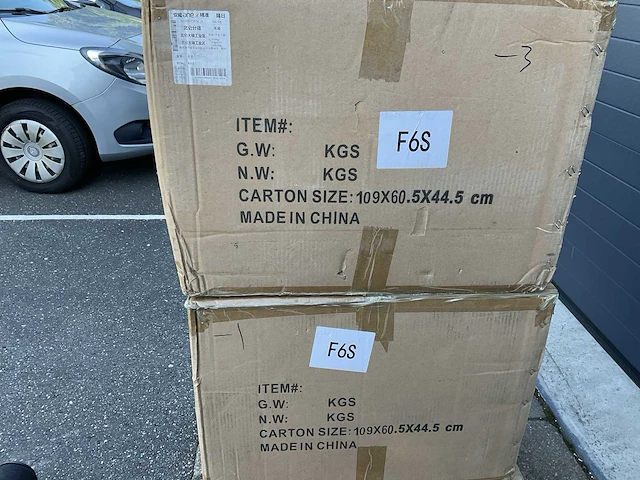 -3
ITEM#:
F6S
G.W: KGS
N.W: KGS
CARTON SIZE: 109X60.5X44.5 cm
MADE IN CHINA
F6S
ITEM#:
G.W: KGS
N.W: KGS
CARTON SIZE: 109X60.5X44.5 cm
MADE IN CHINA